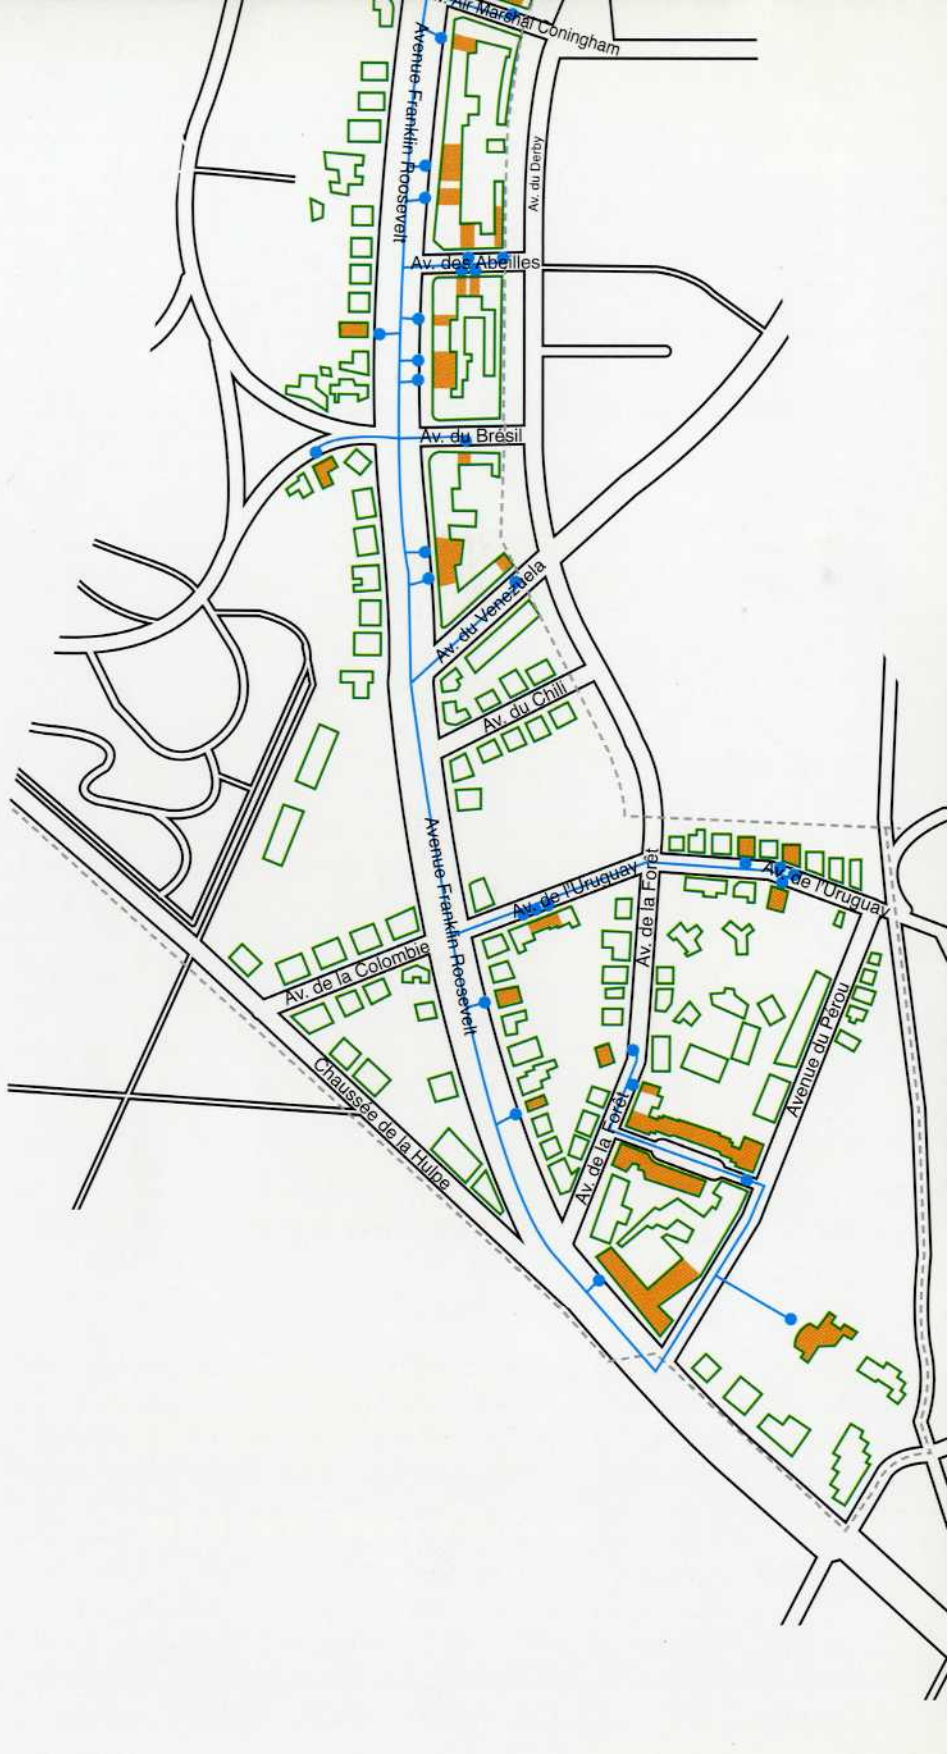 Air Marshal Coningham
Avenue Franklin Roosevelt
Av. du Derby
Av. des Abeilles
Av. du Brésil
Av. du Venezuela
Av. du Chili
Avenue Franklin Roosevelt
Av. de l'Uruguay
Av. de l'Uruguay
Av. de la Forêt
Av. de la Colombie
Avenue du Pérou
Chaussée de la Hulpe
Av. de la Forêt